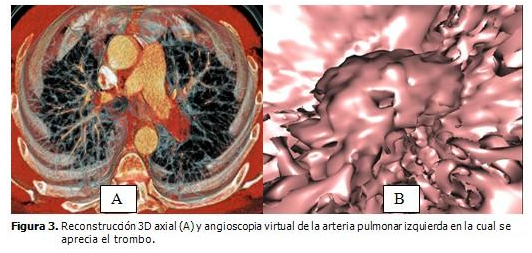 A
B
Figura 3. Reconstrucción 3D axial (A) y angioscopia virtual de la arteria pulmonar izquierda en la cual se
aprecia el trombo.